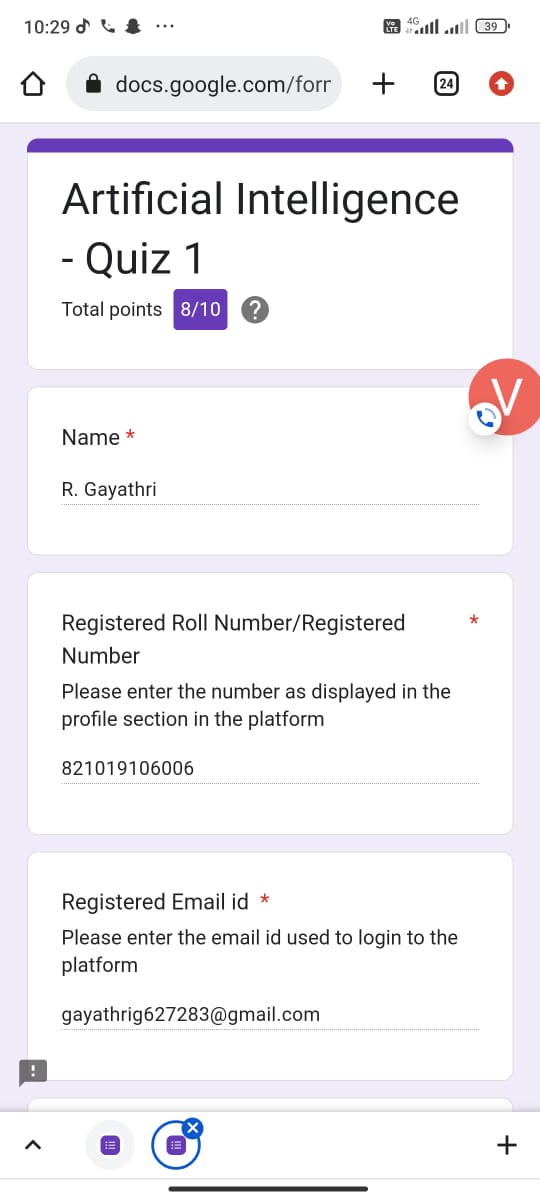 10:29
Vo LTE 4G 39
docs.google.com/forr
24
Artificial Intelligence
- Quiz 1
Total points 8/10 ?
V
Name *
R. Gayathri
Registered Roll Number/Registered *
Number
Please enter the number as displayed in the
profile section in the platform
821019106006
Registered Email id *
Please enter the email id used to login to the
platform
gayathrig627283@gmail.com